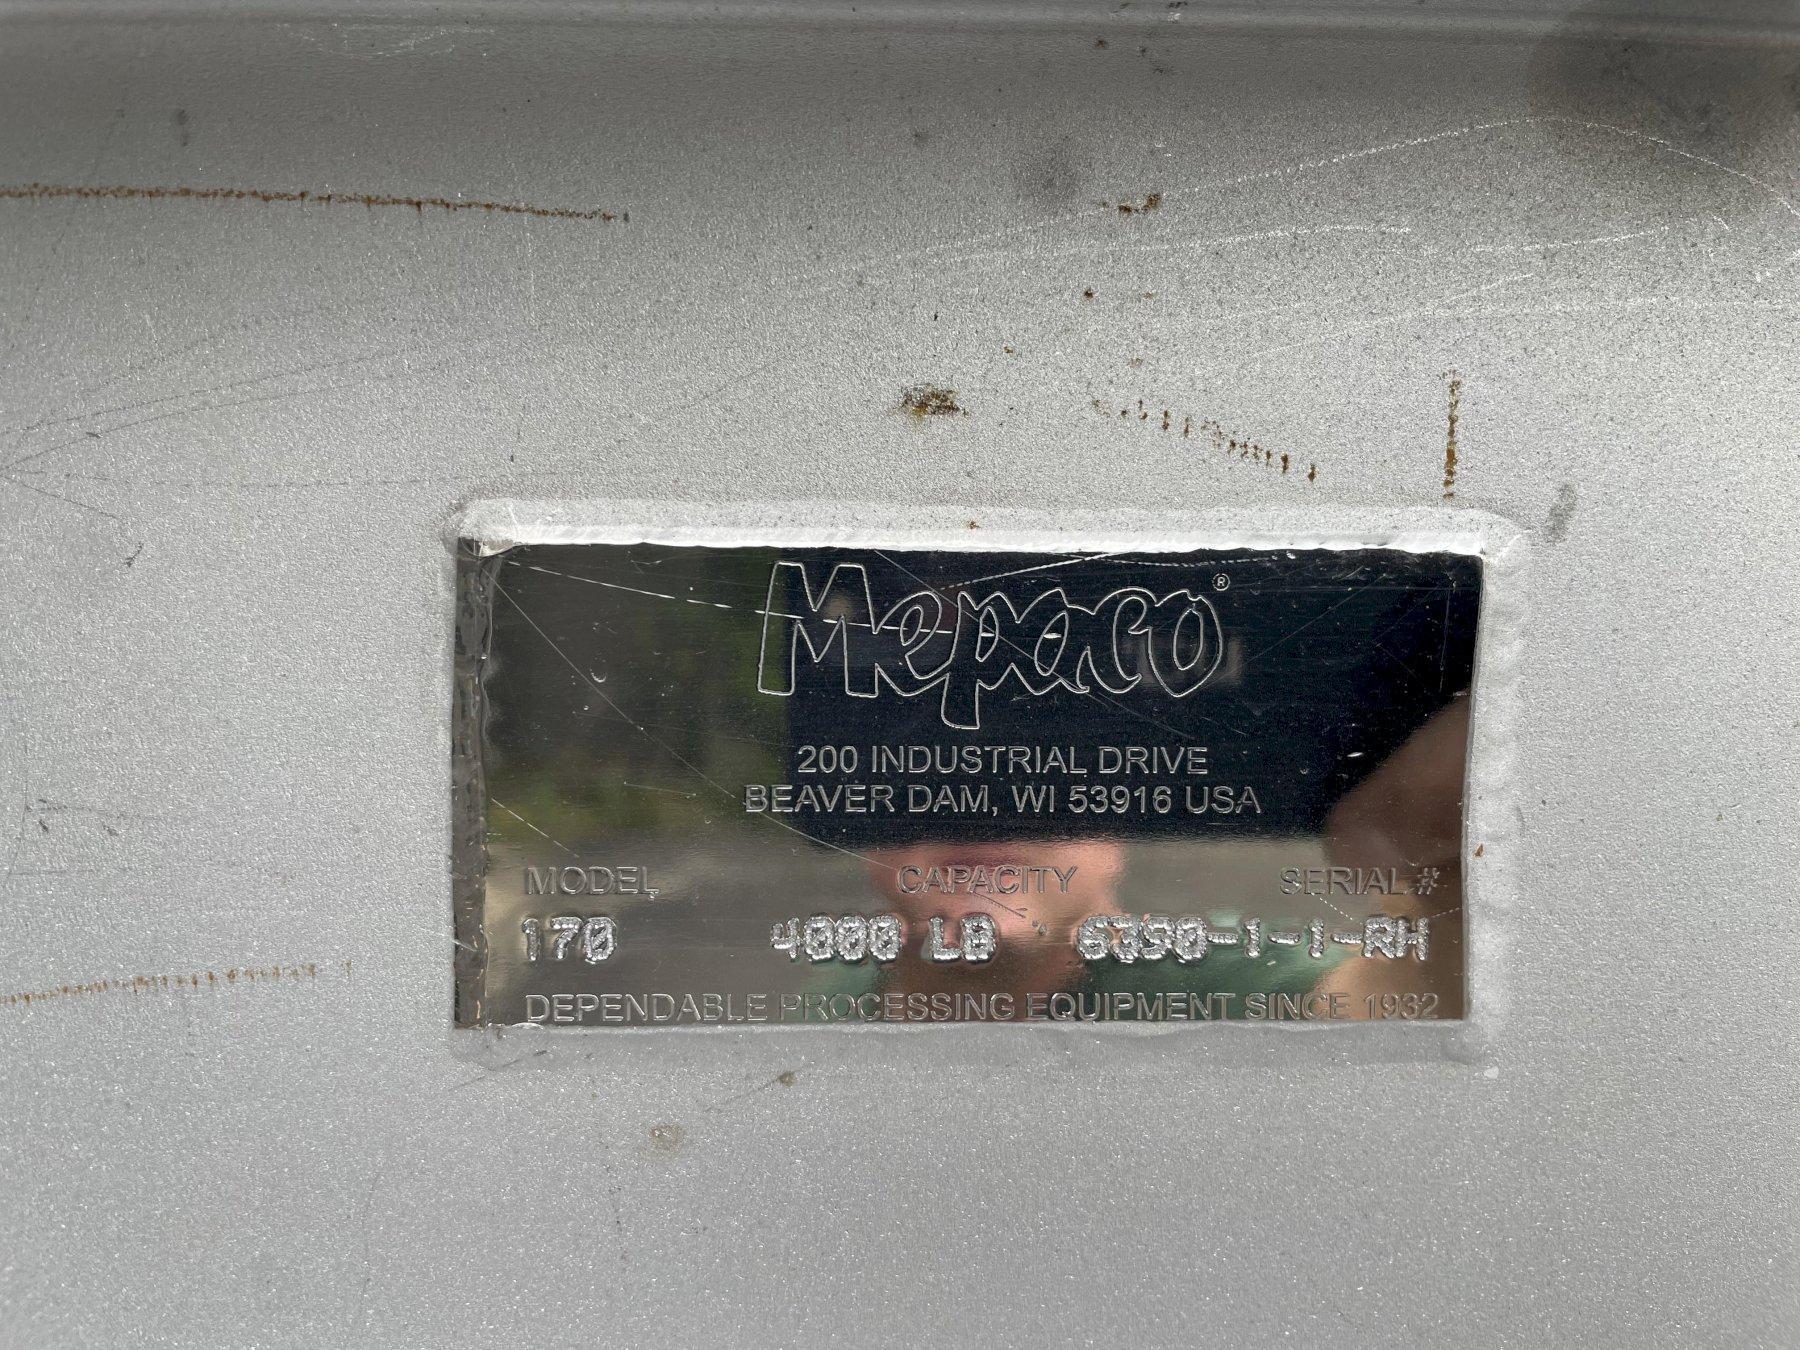 Mepaco®
200 INDUSTRIAL DRIVE
BEAVER DAM, WI 53916 USA
MODEL CAPACITY SERIAL #
170 4000 LB 6390-1-1-RH
DEPENDABLE PROCESSING EQUIPMENT SINCE 1932